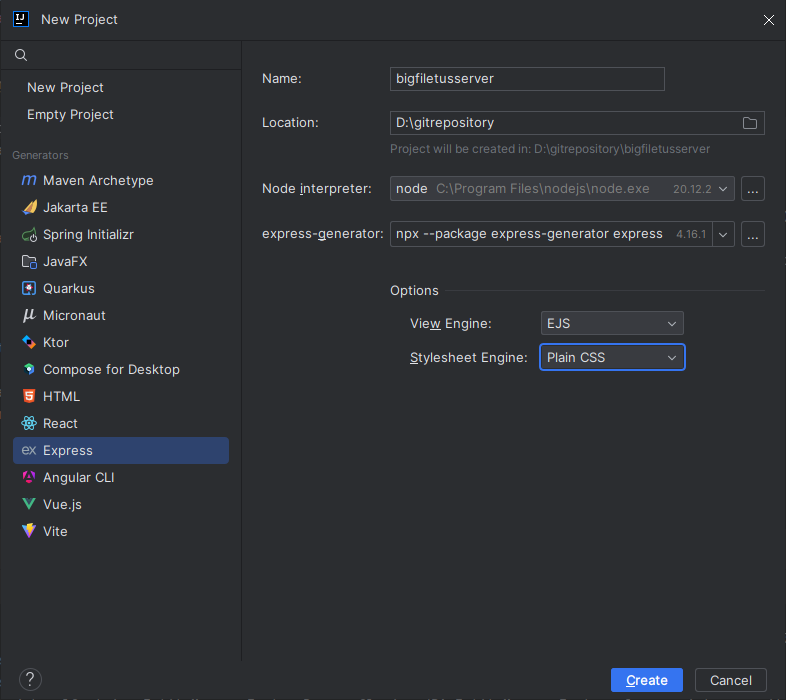 New Project
New Project
Empty Project
Generators
Maven Archetype
Jakarta EE
Spring Initializr
JavaFX
Quarkus
Micronaut
Ktor
Compose for Desktop
HTML
React
ex Express
Angular CLI
Vue.js
Vite
Name: bigfiletusserver
Location: D:\gitrepository
Project will be created in: D:\gitrepository\bigfiletusserver
Node interpreter: node C:\Program Files\nodejs\node.exe 20.12.2 ...
express-generator: npx --package express-generator express 4.16.1 ...
Options
View Engine: EJS
Stylesheet Engine: Plain CSS
? Create Cancel